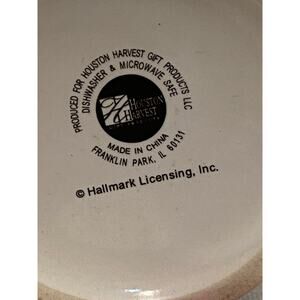 PRODUCED FOR HOUSTON HARVEST GIFT PRODUCTS LLC
DISHWASHER & MICROWAVE SAFE
HOUSTON
HARVEST
MADE IN CHINA
FRANKLIN PARK, IL 60131
© Hallmark Licensing, Inc.